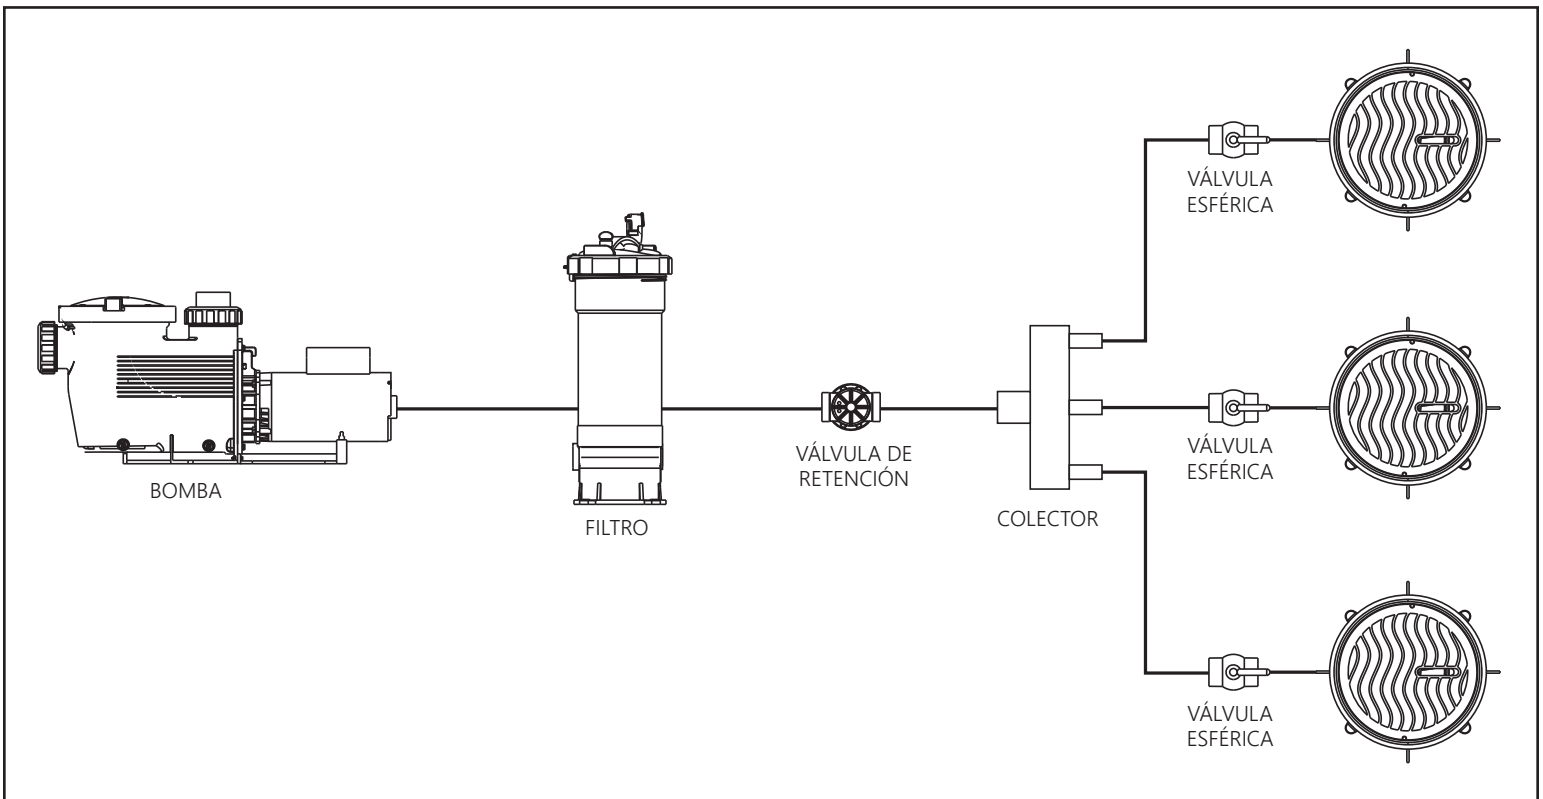 VÁLVULA
ESFÉRICA
VÁLVULA
ESFÉRICA
VÁLVULA DE
RETENCIÓN
BOMBA
COLECTOR
FILTRO
VÁLVULA
ESFÉRICA